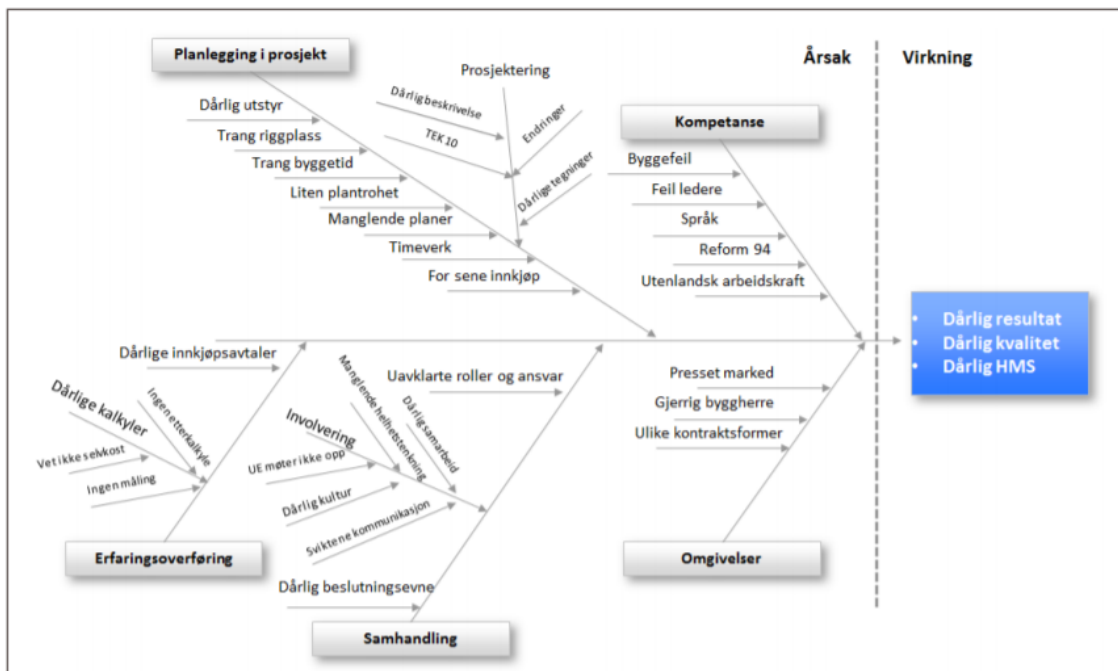 Planlegging i prosjekt
Årsak
Virkning
Prosjektering
Dårlig utstyr
Dårlig beskrivelse
Endringer
Kompetanse
Trang riggplass
TEK 10
Trang byggetid
Byggefeil
Liten plantrohet
Dårlige tegninger
Feil ledere
Manglende planer
Språk
Timeverk
Reform 94
For sene innkjøp
Utenlandsk arbeidskraft
• Dårlig resultat
• Dårlig kvalitet
• Dårlig HMS
Dårlige innkjøpsavtaler
Uavklarte roller og ansvar
Presset marked
Dårlige kalkyler
Ingen etterkalkyle
Manglende helhetstenkning
Dårlig samarbeid
Gjerrig byggherre
Involvering
Ulike kontraktsformer
Vet ikke selvkost
UE møter ikke opp
Ingen måling
Dårlig kultur
Sviktene kommunikasjon
Erfaringsoverføring
Omgivelser
Dårlig beslutningsevne
Samhandling